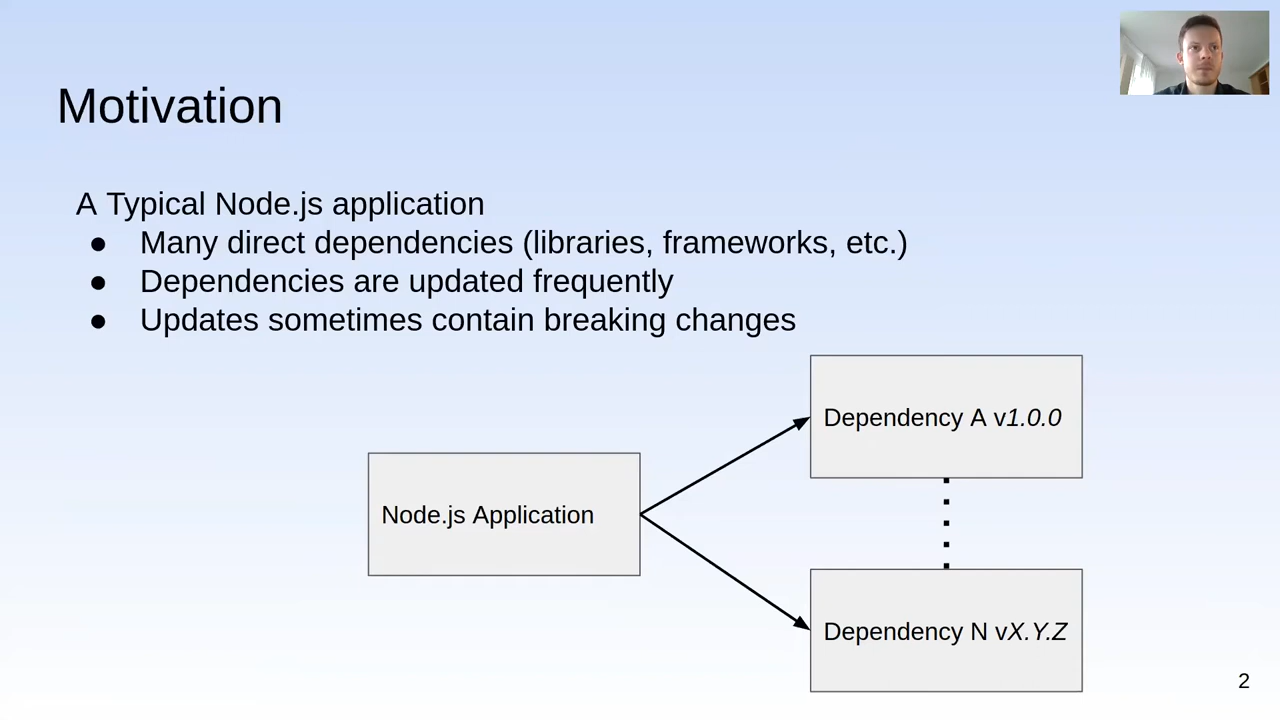 Motivation
A Typical Node.js application
● Many direct dependencies (libraries, frameworks, etc.)
● Dependencies are updated frequently
● Updates sometimes contain breaking changes
Dependency A v1.0.0
Node.js Application
Dependency N vX.Y.Z
2